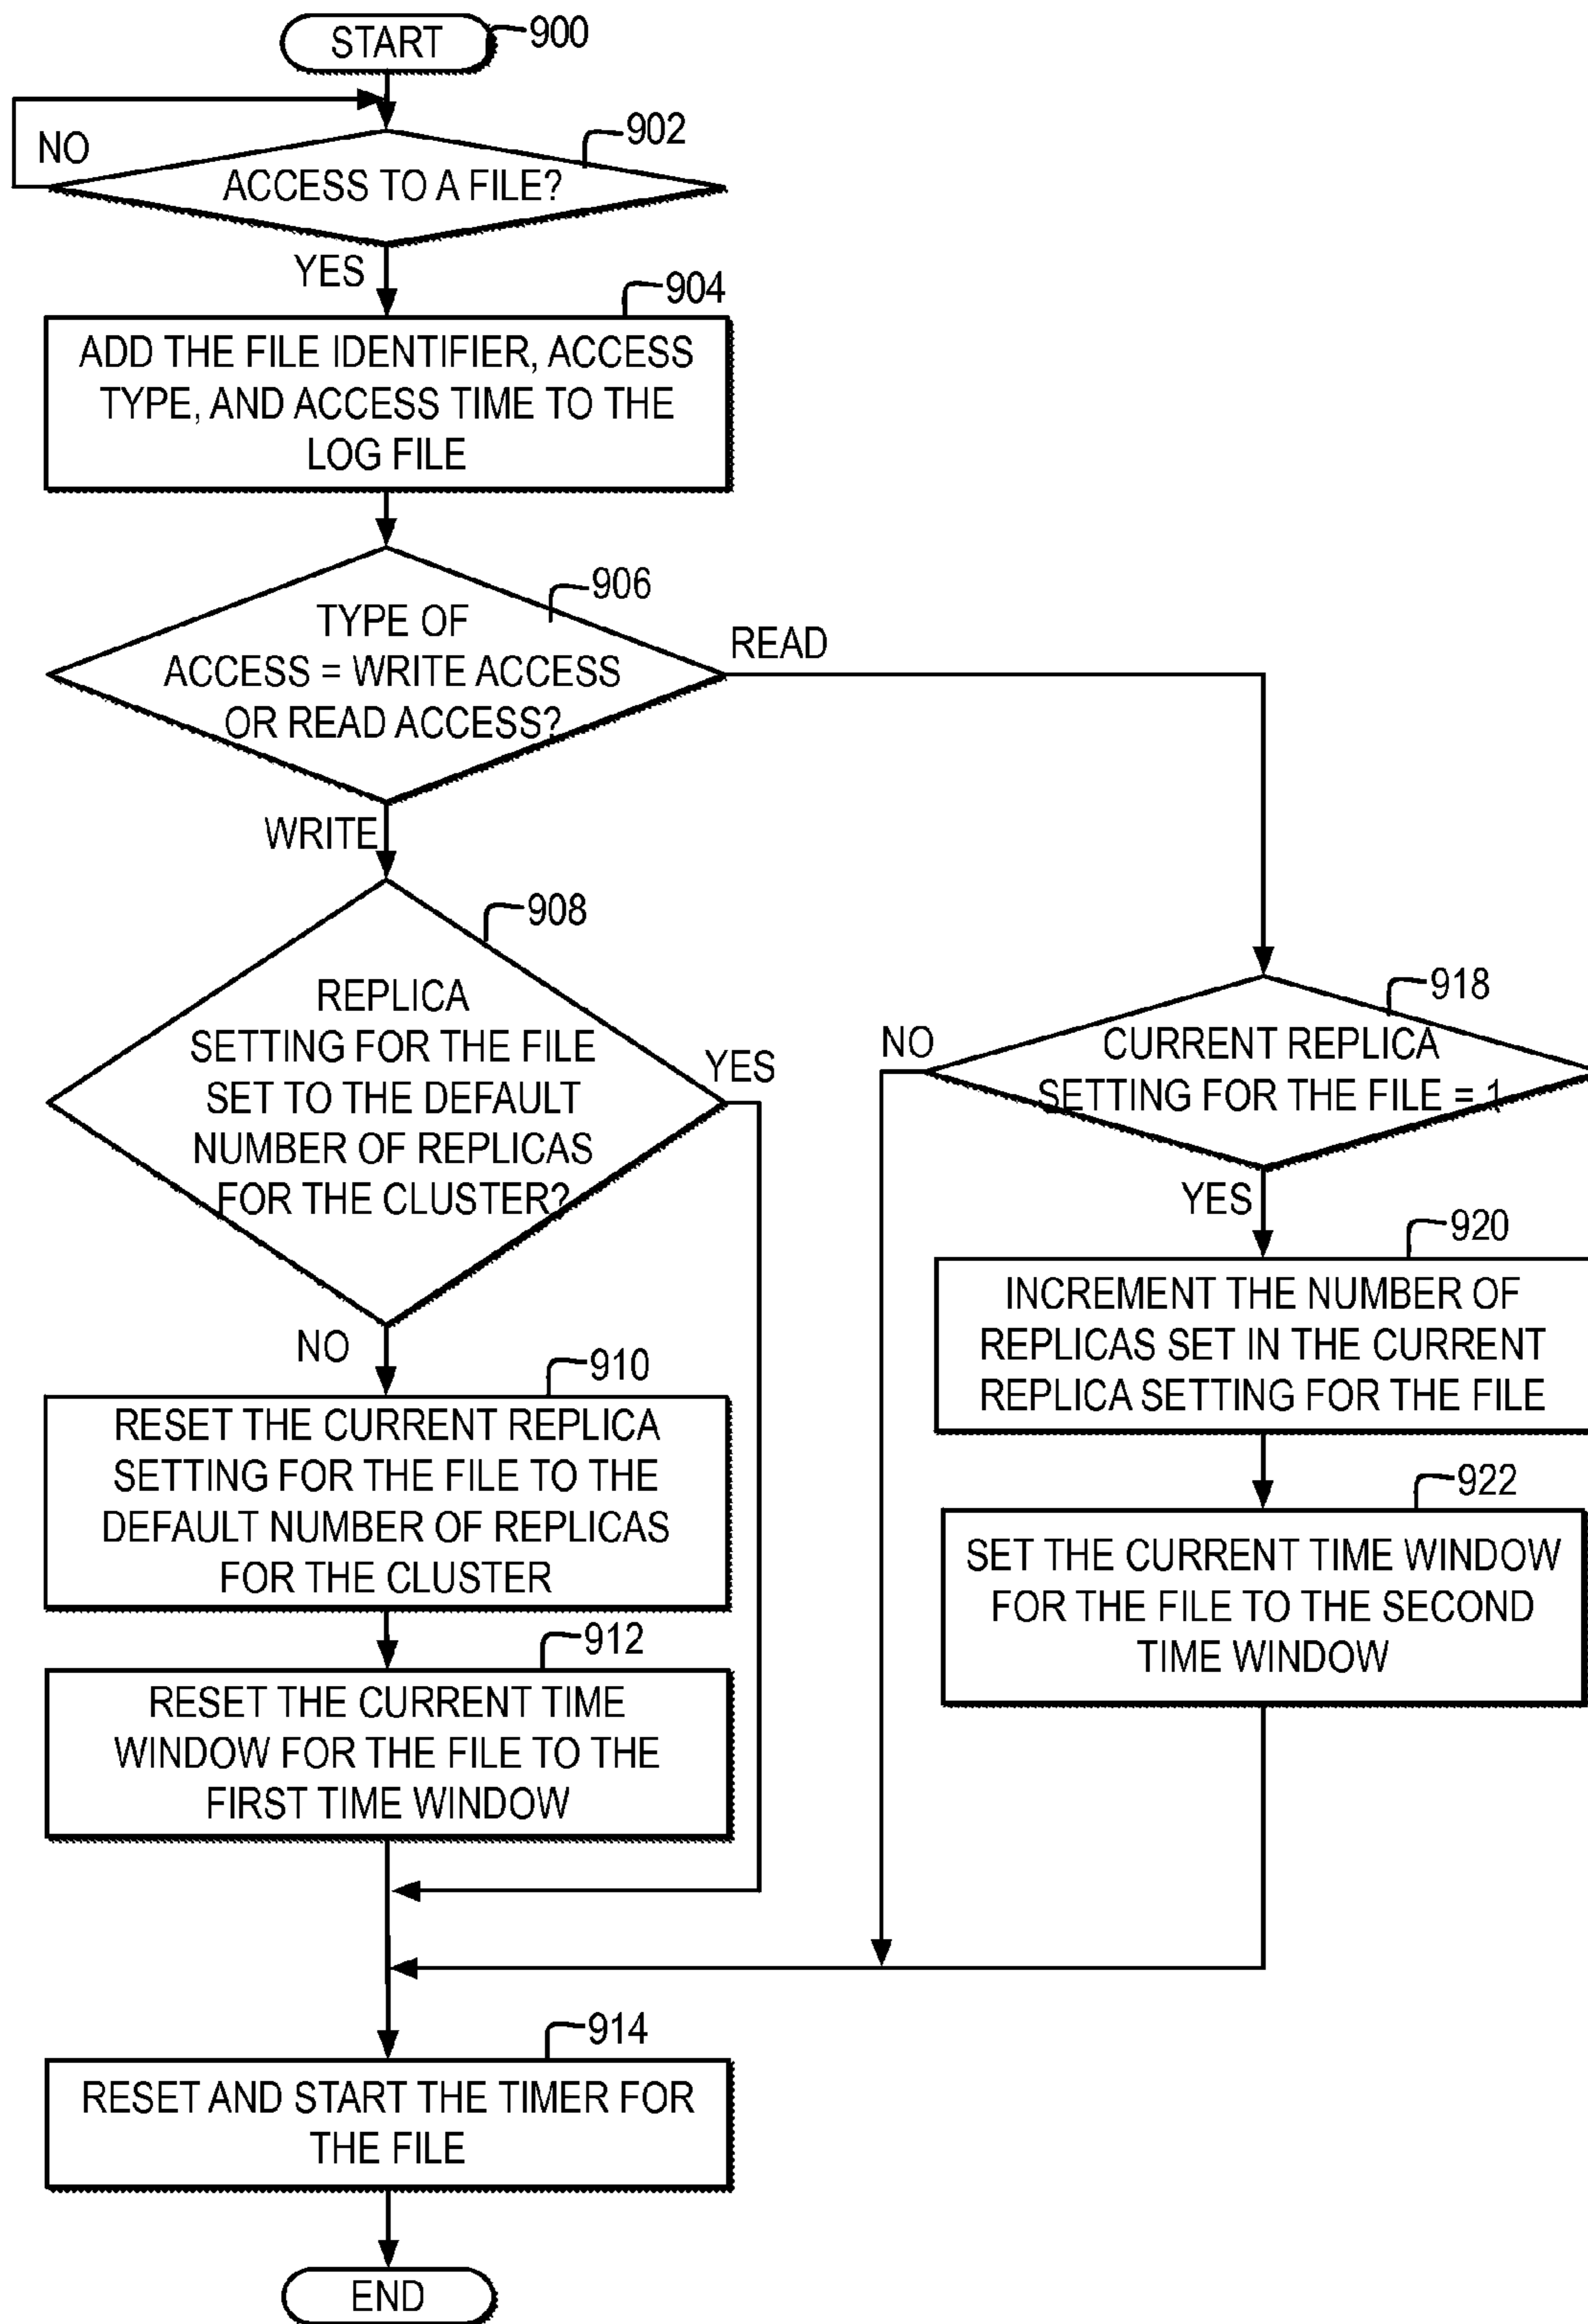 START
900
NO
902
ACCESS TO A FILE?
YES
904
ADD THE FILE IDENTIFIER, ACCESS
TYPE, AND ACCESS TIME TO THE
LOG FILE
906
TYPE OF
ACCESS = WRITE ACCESS
OR READ ACCESS?
READ
WRITE
908
REPLICA
SETTING FOR THE FILE
SET TO THE DEFAULT
NUMBER OF REPLICAS
FOR THE CLUSTER?
YES
NO
910
RESET THE CURRENT REPLICA
SETTING FOR THE FILE TO THE
DEFAULT NUMBER OF REPLICAS
FOR THE CLUSTER
912
RESET THE CURRENT TIME
WINDOW FOR THE FILE TO THE
FIRST TIME WINDOW
918
NO
CURRENT REPLICA
SETTING FOR THE FILE = 1
YES
920
INCREMENT THE NUMBER OF
REPLICAS SET IN THE CURRENT
REPLICA SETTING FOR THE FILE
922
SET THE CURRENT TIME WINDOW
FOR THE FILE TO THE SECOND
TIME WINDOW
914
RESET AND START THE TIMER FOR
THE FILE
END